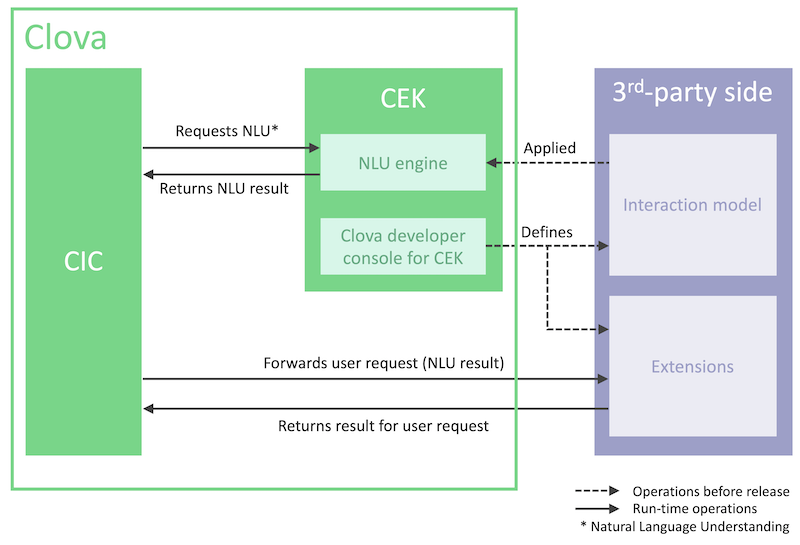 Clova
CIC
CEK
Requests NLU*
NLU engine
Returns NLU result
Clova developer
console for CEK
3rd-party side
Applied
Interaction model
Defines
Extensions
Forwards user request (NLU result)
Returns result for user request
Operations before release
Run-time operations
* Natural Language Understanding